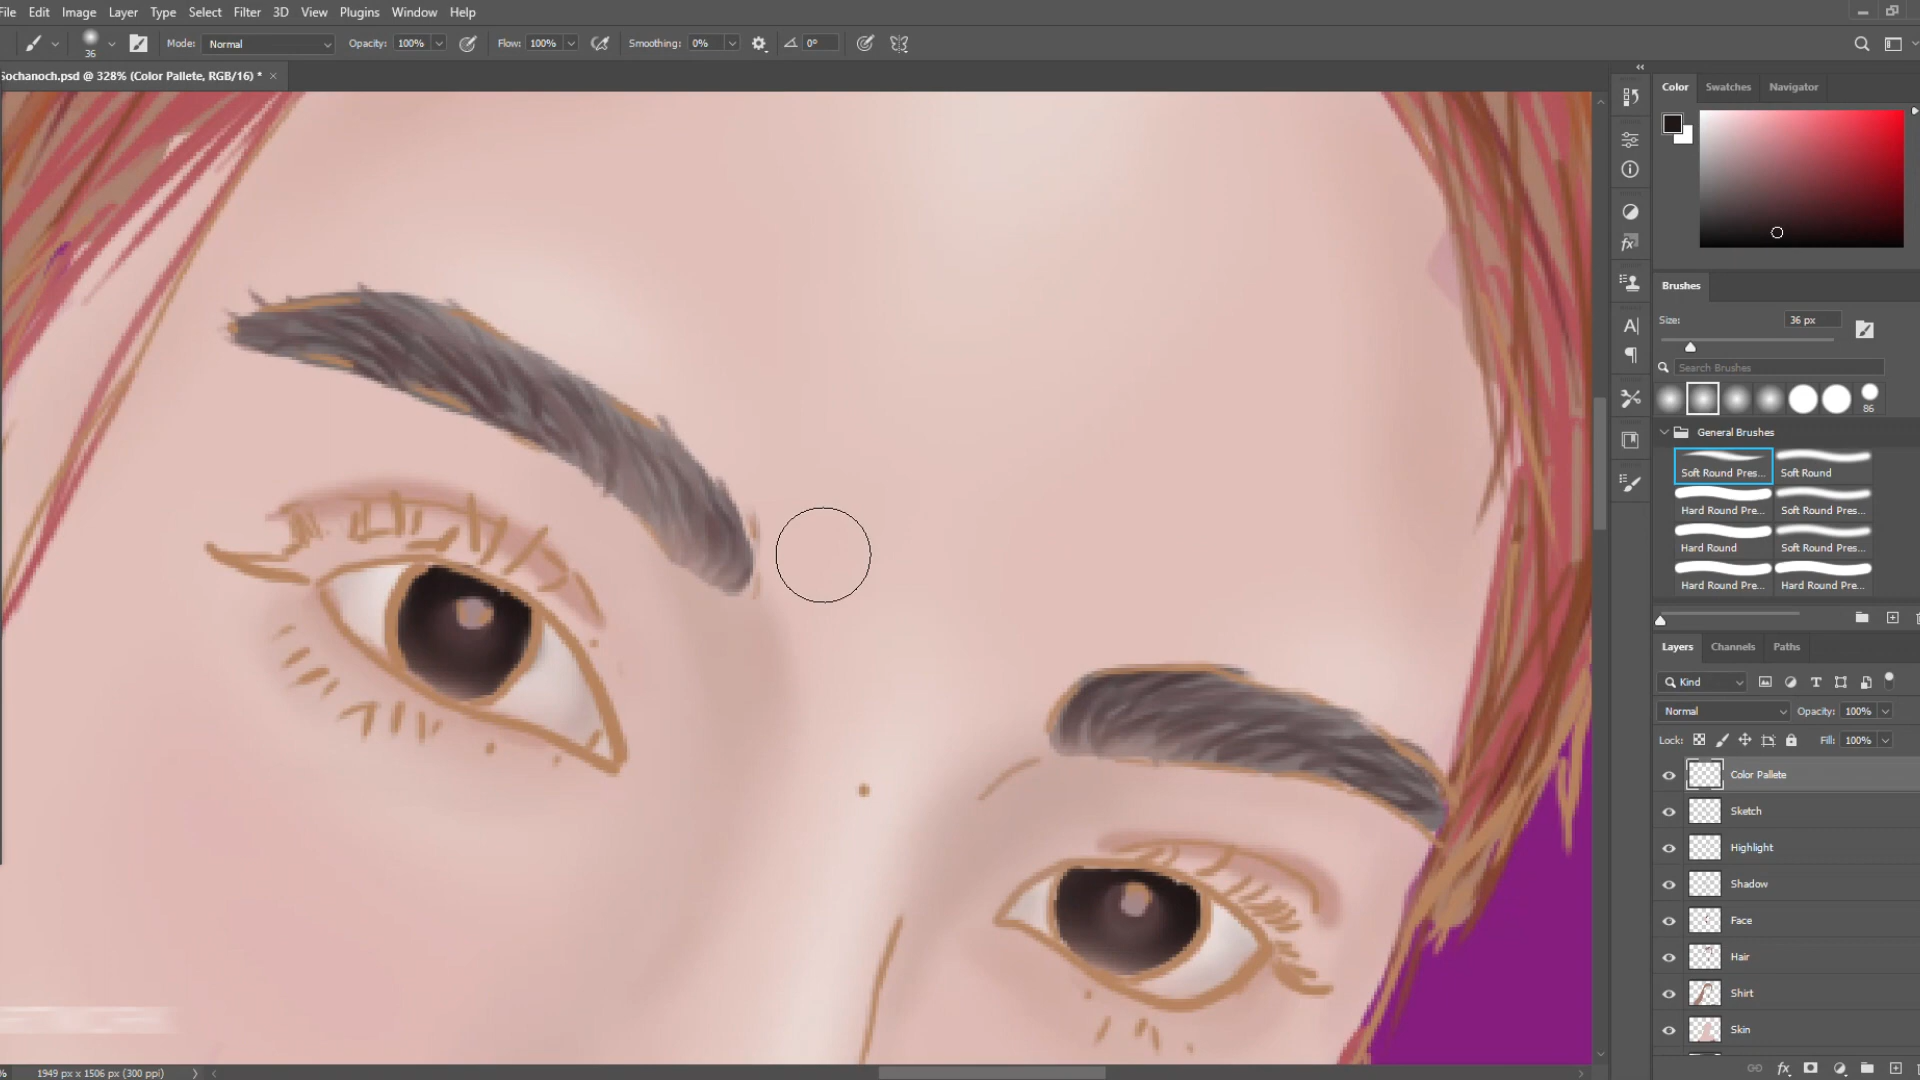 File Edit Image Layer Type Select Filter 3D View Plugins Window Help
36 Mode: Normal Opacity: 100% Flow: 100% Smoothing: 0% 0°
Sochanoch.psd @ 328% (Color Pallete, RGB/16) *
Color Swatches Navigator
Brushes
Size: 36 px
Search Brushes
86
General Brushes
Soft Round Pres... Soft Round
Hard Round Pre... Soft Round Pres...
Hard Round Soft Round Pres...
Hard Round Pre... Hard Round Pre...
Layers Channels Paths
Kind
Normal Opacity: 100%
Lock: Fill: 100%
Color Pallete
Sketch
Highlight
Shadow
Face
Hair
Shirt
Skin
% 1949 px x 1506 px (300 ppi)